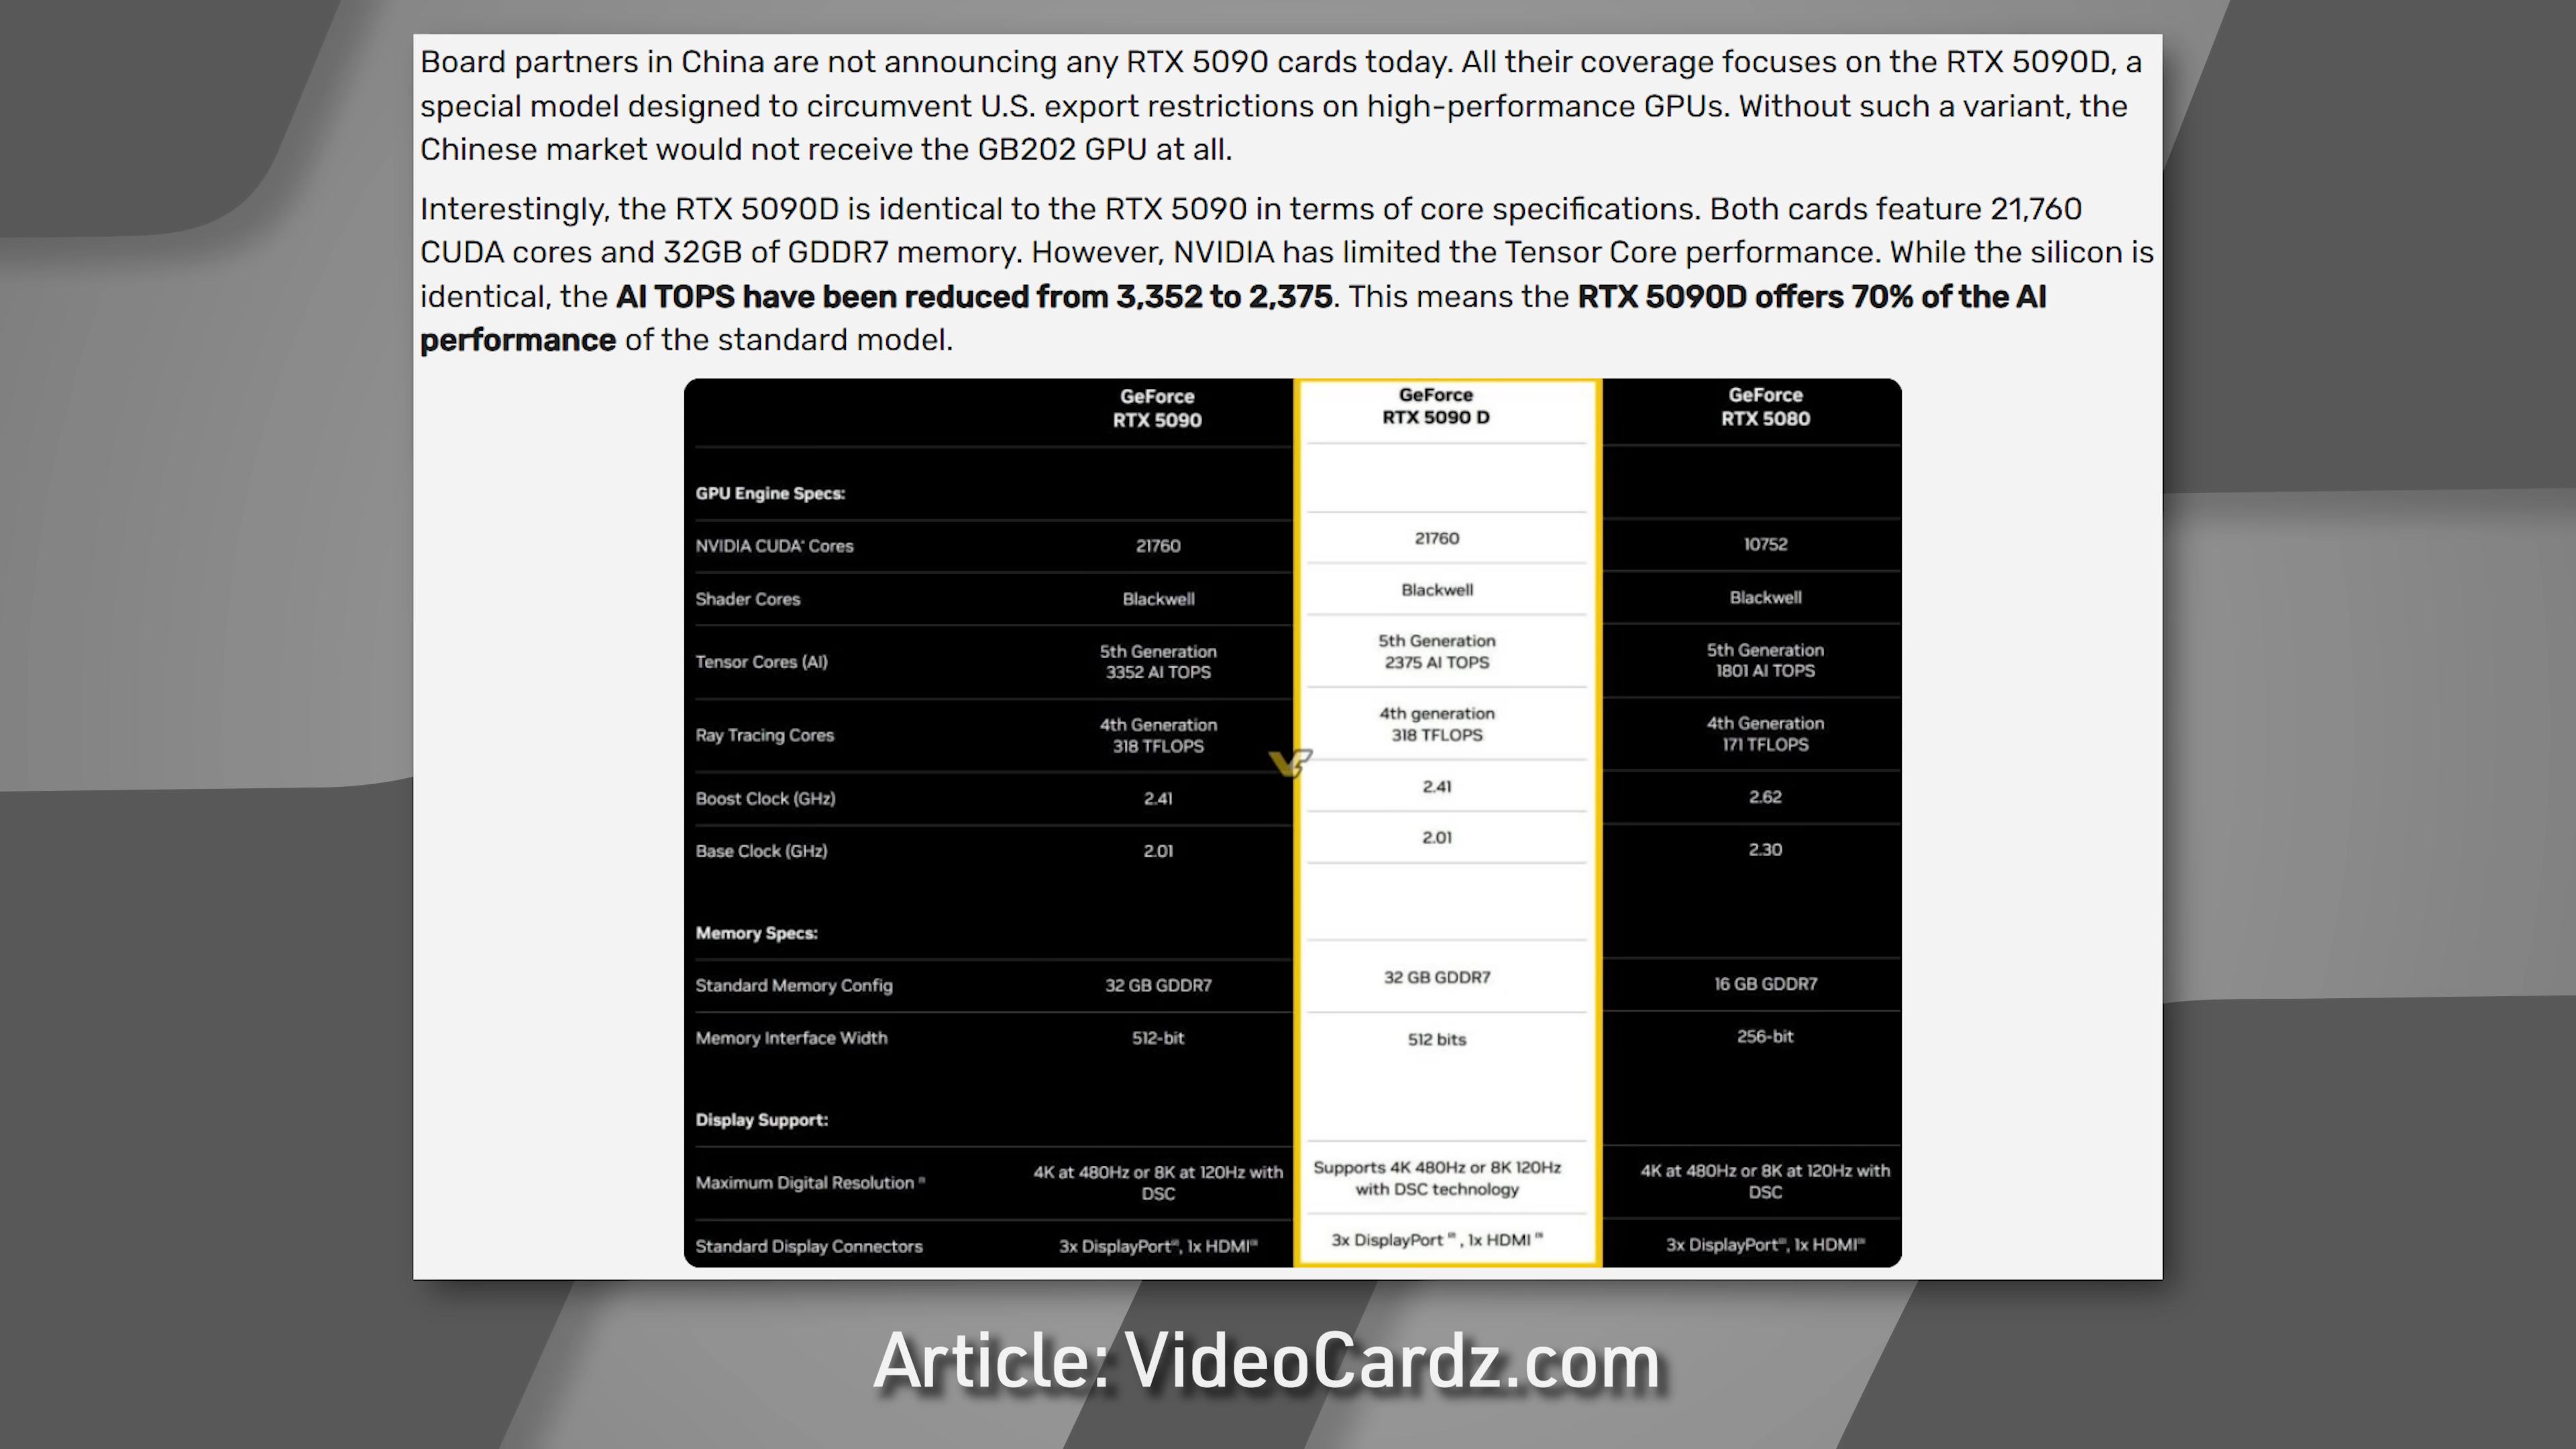 Board partners in China are not announcing any RTX 5090 cards today. All their coverage focuses on the RTX 5090D, a
special model designed to circumvent U.S. export restrictions on high-performance GPUs. Without such a variant, the
Chinese market would not receive the GB202 GPU at all.
Interestingly, the RTX 5090D is identical to the RTX 5090 in terms of core specifications. Both cards feature 21,760
CUDA cores and 32GB of GDDR7 memory. However, NVIDIA has limited the Tensor Core performance. While the silicon is
identical, the AI TOPS have been reduced from 3,352 to 2,375. This means the RTX 5090D offers 70% of the AI
performance of the standard model.
GeForce RTX 5090 GeForce RTX 5090 D GeForce RTX 5080
GPU Engine Specs:
NVIDIA CUDA® Cores 21760 21760 10752
Shader Cores Blackwell Blackwell Blackwell
Tensor Cores (AI) 5th Generation 3352 AI TOPS 5th Generation 2375 AI TOPS 5th Generation 1801 AI TOPS
Ray Tracing Cores 4th Generation 318 TFLOPS 4th generation 318 TFLOPS 4th Generation 171 TFLOPS
Boost Clock (GHz) 2.41 2.41 2.62
Base Clock (GHz) 2.01 2.01 2.30
Memory Specs:
Standard Memory Config 32 GB GDDR7 32 GB GDDR7 16 GB GDDR7
Memory Interface Width 512-bit 512 bits 256-bit
Display Support:
Maximum Digital Resolution 4K at 480Hz or 8K at 120Hz with DSC Supports 4K 480Hz or 8K 120Hz with DSC technology 4K at 480Hz or 8K at 120Hz with DSC
Standard Display Connectors 3x DisplayPort, 1x HDMI 3x DisplayPort, 1x HDMI 3x DisplayPort, 1x HDMI
Article: VideoCardz.com